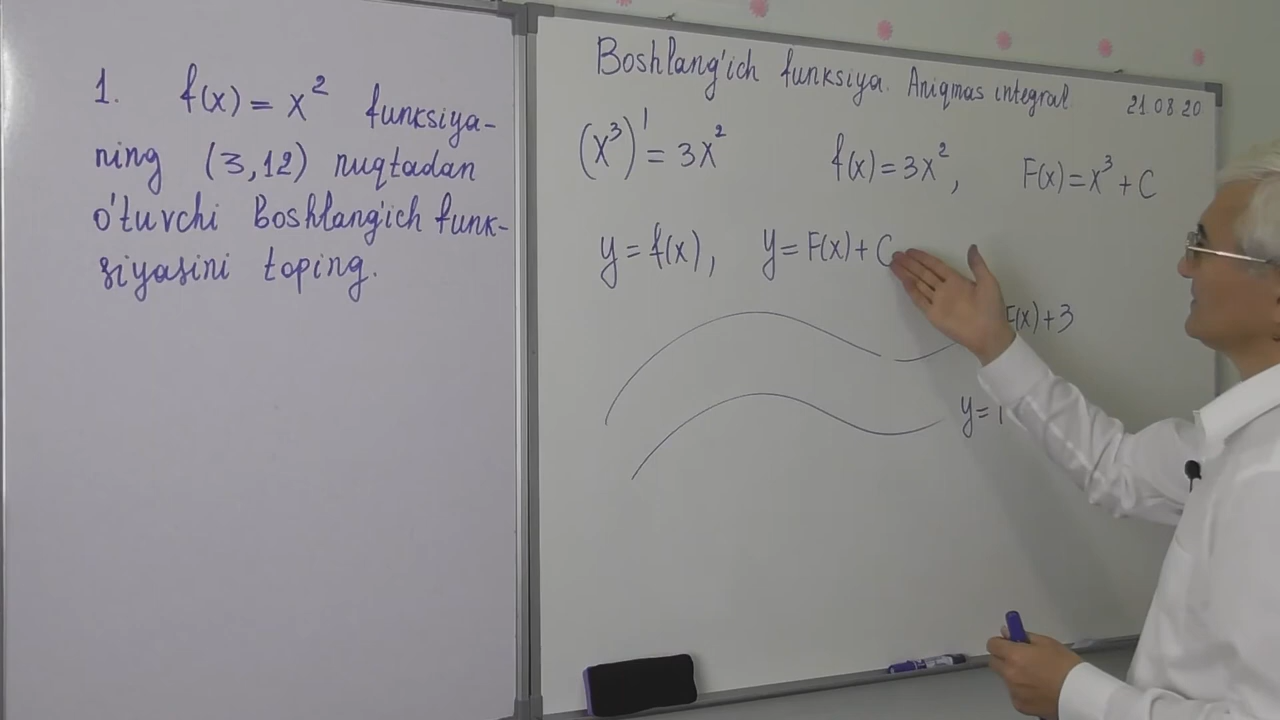 1. f(x) = x² funksiya-
ning (3,12) nuqtadan
o'tuvchi Boshlang'ich funk-
siyasini toping.
Boshlang'ich funksiya. Aniqmas integral.
21.08.20
(x³)' = 3x² f(x) = 3x², F(x) = x³ + C
y = f(x), y = F(x) + C
F(x) + 3
y =